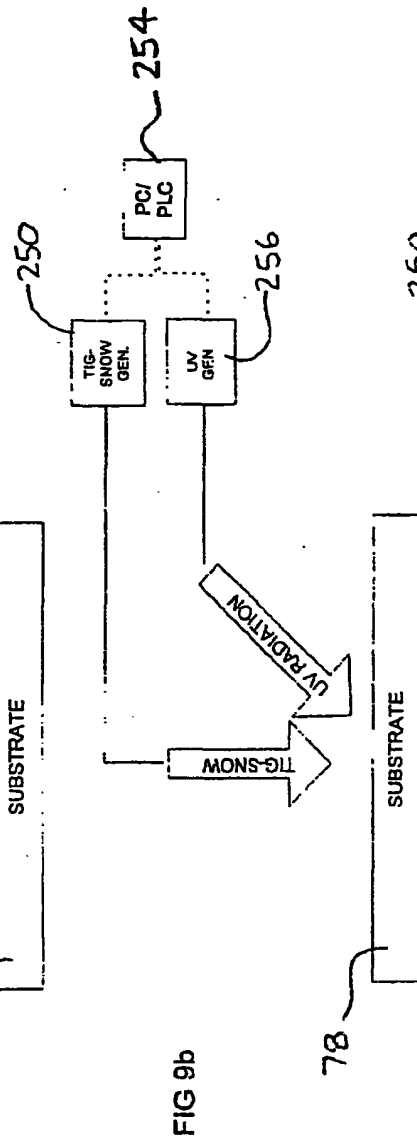 SUBSTRATE
254
PC/
PLC
250
TIG-
SNOW
GEN.
UV
GEN
256
UV RADIATION
TIG-SNOW
FIG 9b
78
SUBSTRATE